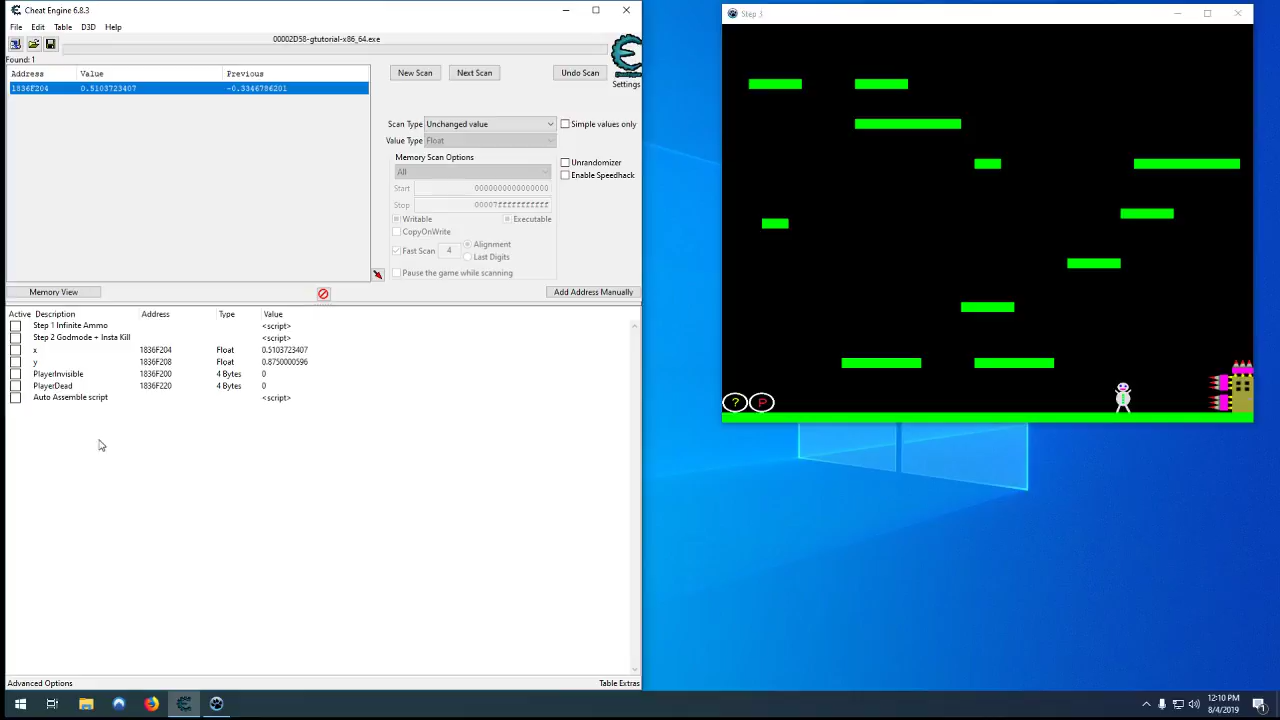 Cheat Engine 6.8.3
File Edit Table D3D Help
00002D58-gtutorial-x86_64.exe
Found: 1
Address Value Previous
1836F204 0.5103723407 -0.3346786201
New Scan Next Scan Undo Scan
Settings
Scan Type Unchanged value Simple values only
Value Type Float
Memory Scan Options
All
Unrandomizer
Enable Speedhack
Start 0000000000000000
Stop 00007fffffffffff
Writable Executable
CopyOnWrite
Fast Scan 4 Alignment
Last Digits
Pause the game while scanning
Memory View Add Address Manually
Active Description Address Type Value
Step 1 Infinite Ammo <script>
Step 2 Godmode + Insta Kill <script>
x 1836F204 Float 0.5103723407
y 1836F208 Float 0.8750000596
PlayerInvisible 1836F200 4 Bytes 0
PlayerDead 1836F220 4 Bytes 0
Auto Assemble script <script>
Advanced Options Table Extras
Step 3
? P
12:10 PM
8/4/2019
1